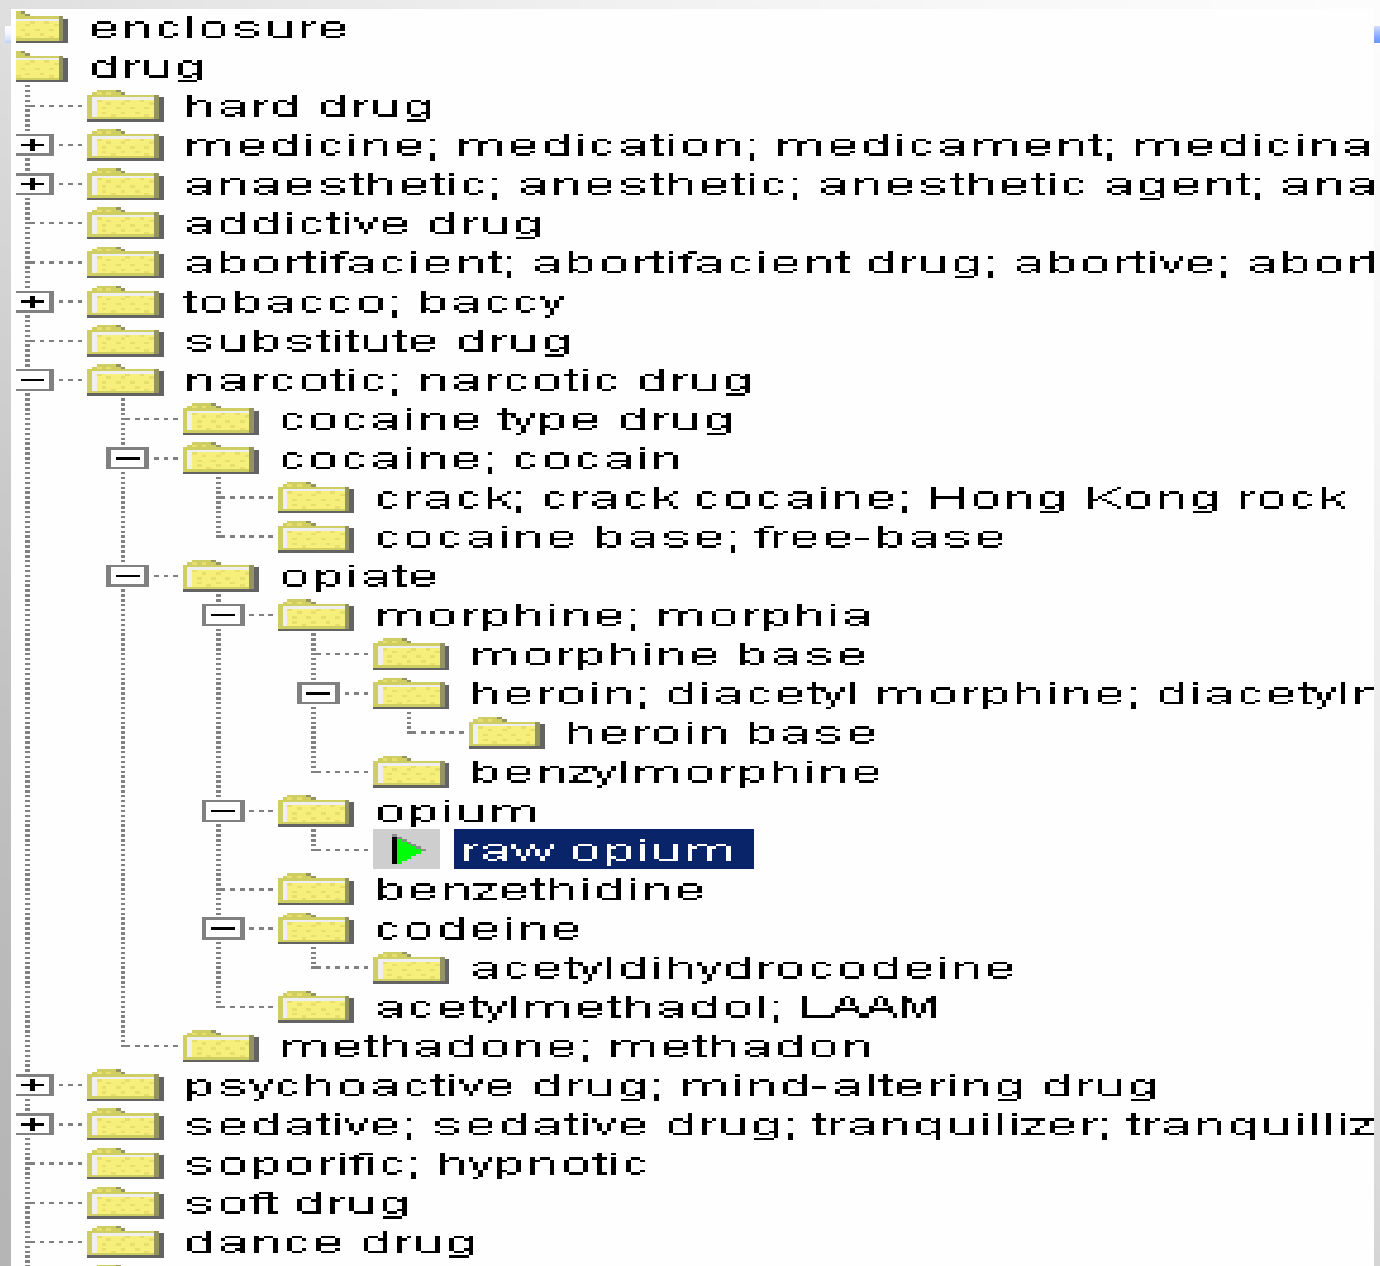 enclosure
drug
hard drug
medicine; medication; medicament; medicina
anaesthetic; anesthetic; anesthetic agent; ana
addictive drug
abortifacient; abortifacient drug; abortive; abort
tobacco; baccy
substitute drug
narcotic; narcotic drug
cocaine type drug
cocaine; cocain
crack; crack cocaine; Hong Kong rock
cocaine base; free-base
opiate
morphine; morphia
morphine base
heroin; diacetyl morphine; diacetylr
heroin base
benzylmorphine
opium
raw opium
benzethidine
codeine
acetyldihydrocodeine
acetylmethadol; LAAM
methadone; methadon
psychoactive drug; mind-altering drug
sedative; sedative drug; tranquilizer; tranquilliz
soporific; hypnotic
soft drug
dance drug